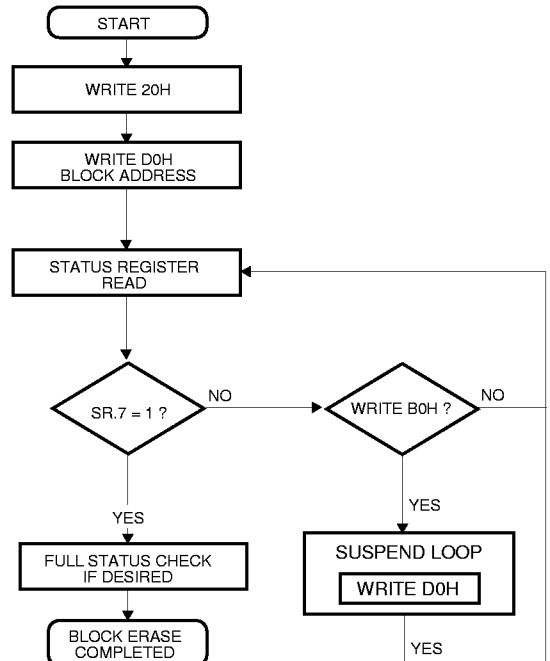 START
WRITE 20H
WRITE D0H
BLOCK ADDRESS
STATUS REGISTER
READ
SR.7 = 1 ?
NO
WRITE B0H ?
NO
YES
YES
FULL STATUS CHECK
IF DESIRED
SUSPEND LOOP
WRITE D0H
BLOCK ERASE
COMPLETED
YES